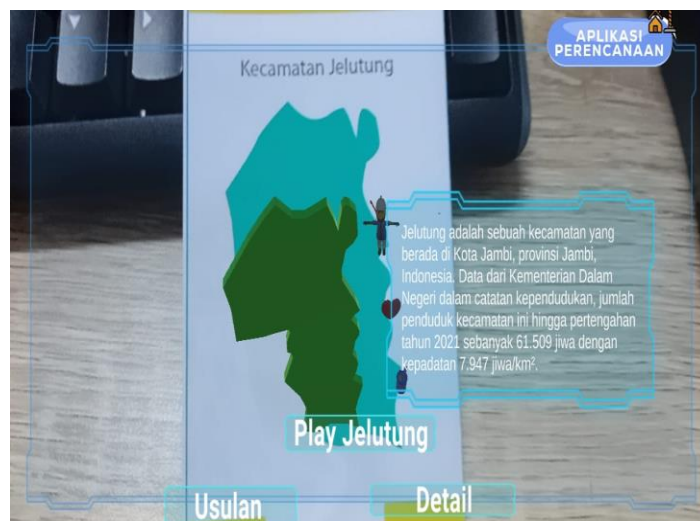 APLIKASI
PERENCANAAN
Kecamatan Jelutung
Jelutung adalah sebuah kecamatan yang
berada di Kota Jambi, provinsi Jambi,
Indonesia. Data dari Kementerian Dalam
Negeri dalam catatan kependudukan, jumlah
penduduk kecamatan ini hingga pertengahan
tahun 2021 sebanyak 61.509 jiwa dengan
kepadatan 7.947 jiwa/km².
Play Jelutung
Usulan
Detail